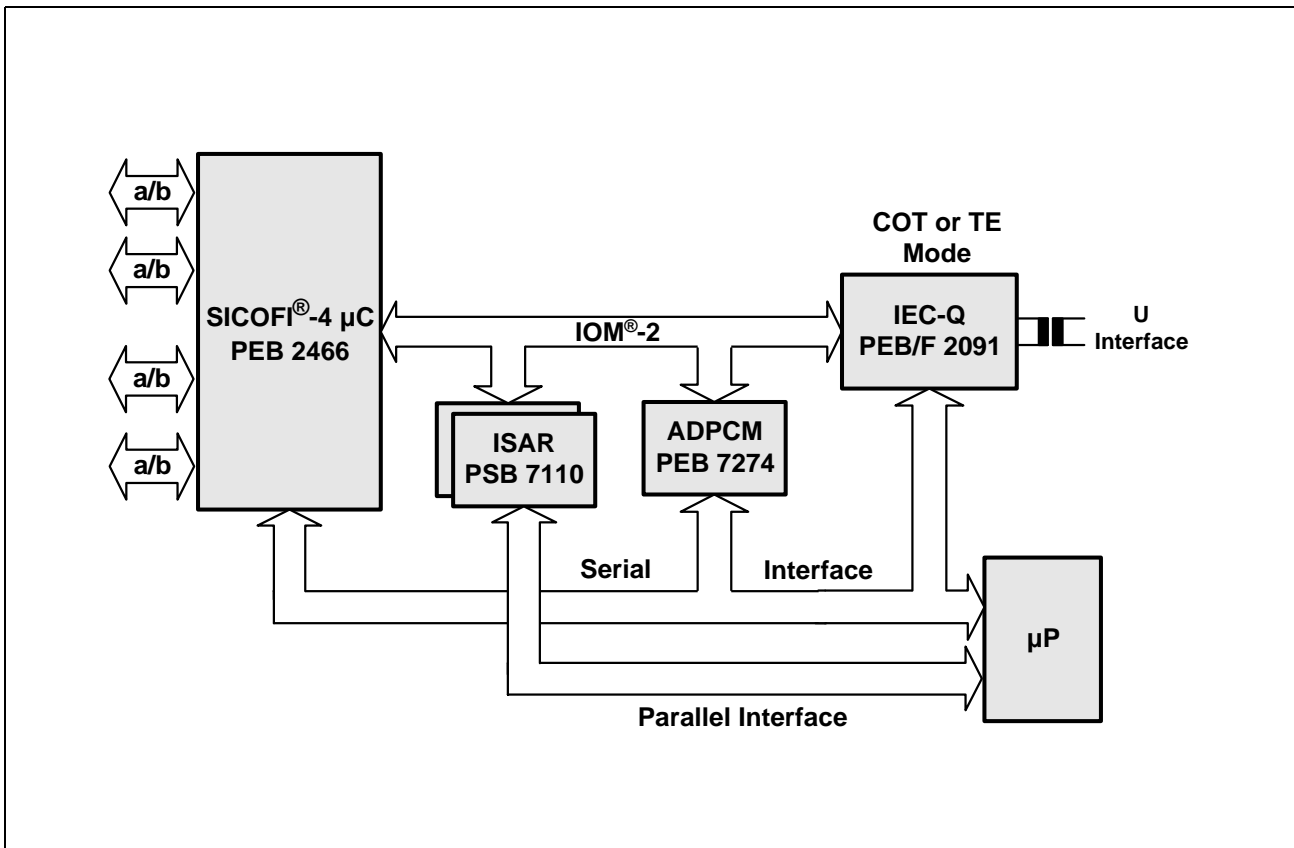 a/b
a/b
a/b
a/b
SICOFI®-4 µC
PEB 2466
IOM®-2
COT or TE
Mode
IEC-Q
PEB/F 2091
U
Interface
ISAR
PSB 7110
ADPCM
PEB 7274
Serial Interface
µP
Parallel Interface